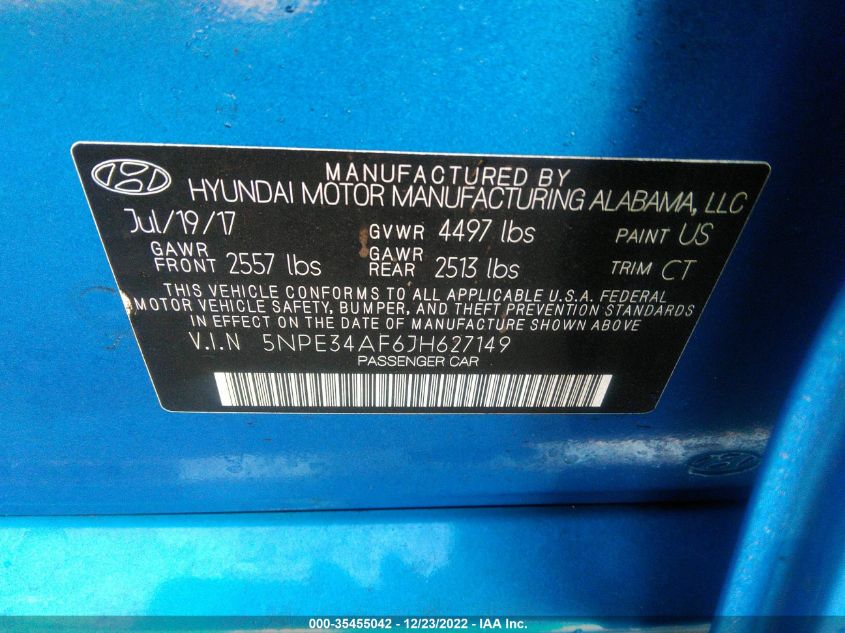 MANUFACTURED BY
HYUNDAI MOTOR MANUFACTURING ALABAMA, LLC
Jul/19/17 GVWR 4497 lbs PAINT US
GAWR FRONT 2557 lbs GAWR REAR 2513 lbs TRIM CT
THIS VEHICLE CONFORMS TO ALL APPLICABLE U.S.A. FEDERAL
MOTOR VEHICLE SAFETY, BUMPER, AND THEFT PREVENTION STANDARDS
IN EFFECT ON THE DATE OF MANUFACTURE SHOWN ABOVE
V.I.N 5NPE34AF6JH627149
PASSENGER CAR
000-35455042 - 12/23/2022 - IAA Inc.